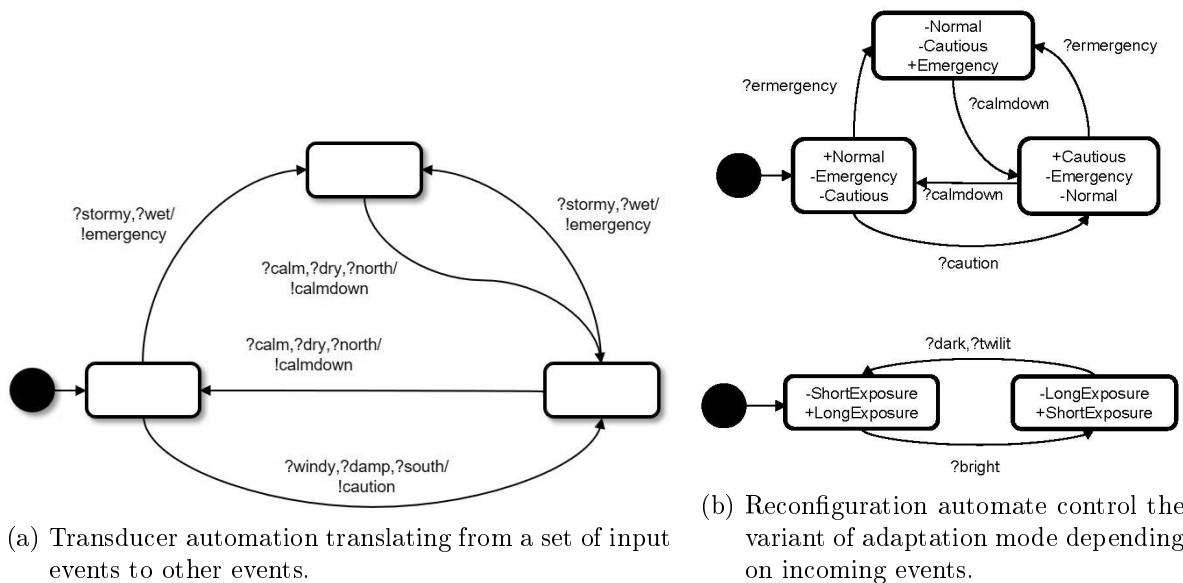 ?stormy,?wet/
!emergency
?stormy,?wet/
!emergency
?calm,?dry,?north/
!calmdown
?calm,?dry,?north/
!calmdown
?windy,?damp,?south/
!caution
(a) Transducer automation translating from a set of input
events to other events.
-Normal
-Cautious
+Emergency
?ermergency
?ermergency
?calmdown
+Normal
-Emergency
-Cautious
+Cautious
-Emergency
-Normal
?calmdown
?caution
?dark,?twilit
-ShortExposure
+LongExposure
-LongExposure
+ShortExposure
?bright
(b) Reconfiguration automate control the
variant of adaptation mode depending
on incoming events.